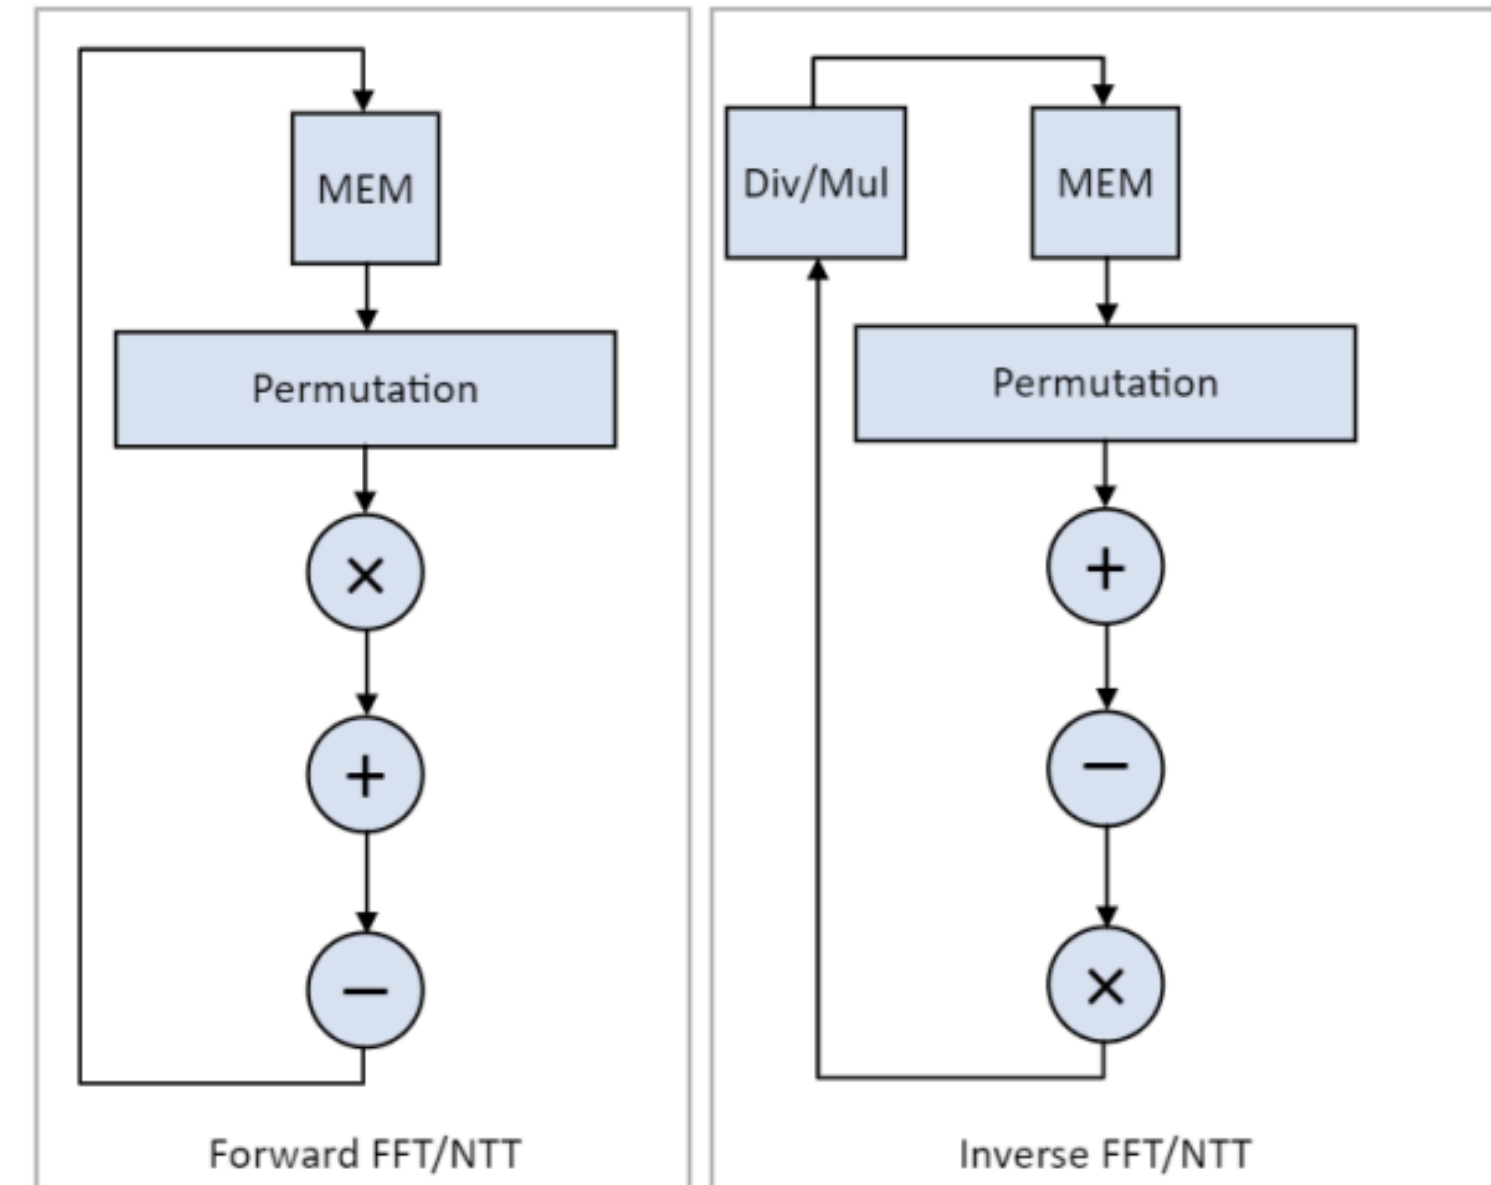 MEM
Permutation
×
+
−
Forward FFT/NTT
Div/Mul
MEM
Permutation
+
−
×
Inverse FFT/NTT